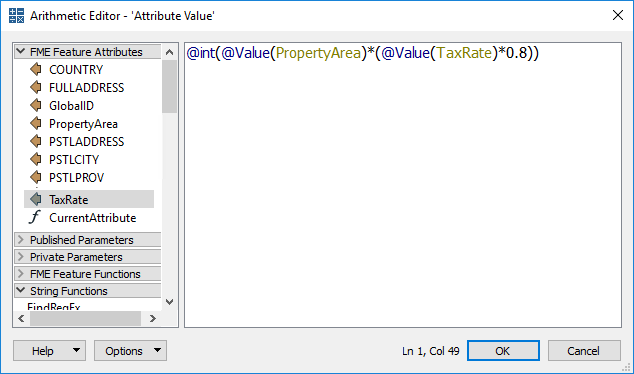 Arithmetic Editor - 'Attribute Value'
FME Feature Attributes
COUNTRY
FULLADDRESS
GlobalID
PropertyArea
PSTLADDRESS
PSTLCITY
PSTLPROV
TaxRate
CurrentAttribute
Published Parameters
Private Parameters
FME Feature Functions
String Functions
FindRegEx
@int(@Value(PropertyArea)*(@Value(TaxRate)*0.8))
Help
Options
Ln 1, Col 49
OK
Cancel